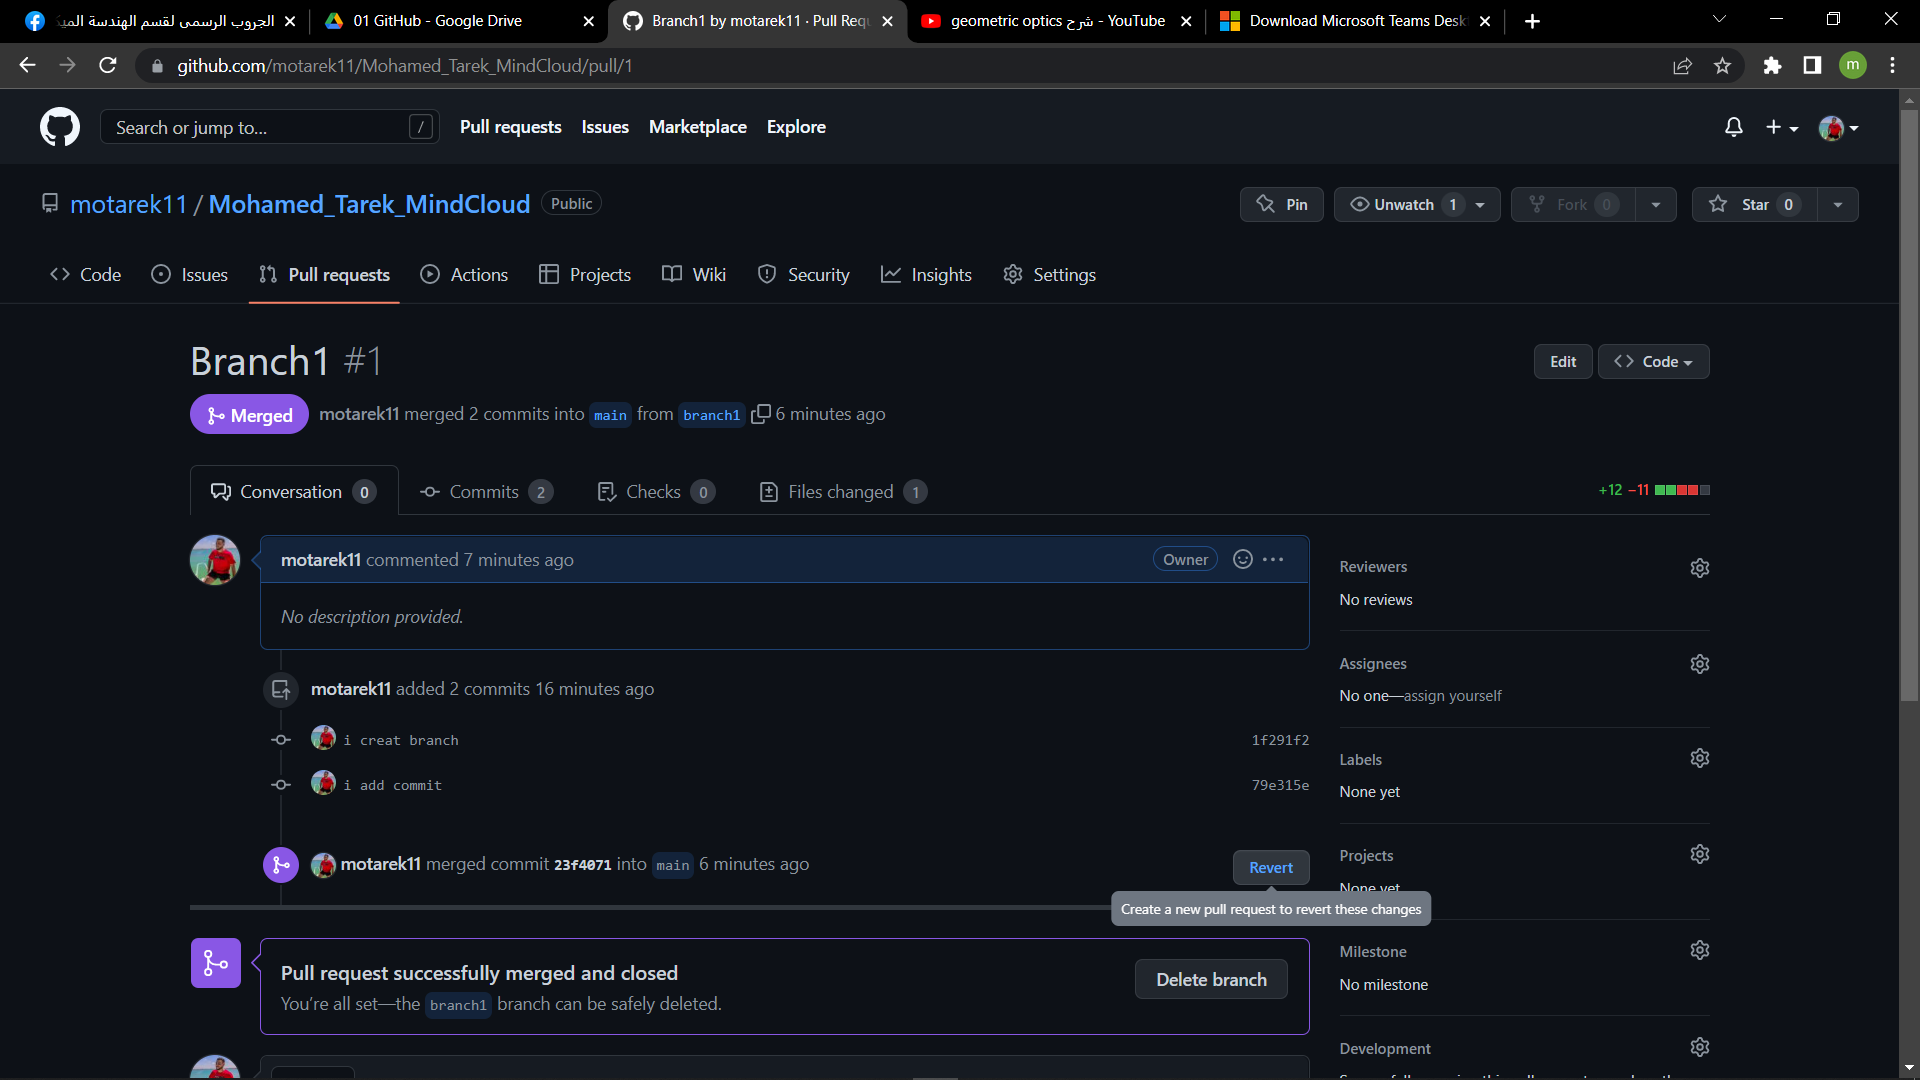 الجروب الرسمى لقسم الهندسة الميك
01 GitHub - Google Drive
Branch1 by motarek11 · Pull Requ
geometric optics شرح - YouTube
Download Microsoft Teams Desk
github.com/motarek11/Mohamed_Tarek_MindCloud/pull/1
m
Search or jump to...
/
Pull requests
Issues
Marketplace
Explore
motarek11 / Mohamed_Tarek_MindCloud
Public
Pin
Unwatch 1
Fork 0
Star 0
Code
Issues
Pull requests
Actions
Projects
Wiki
Security
Insights
Settings
Branch1 #1
Edit
Code
Merged
motarek11 merged 2 commits into main from branch1 6 minutes ago
Conversation 0
Commits 2
Checks 0
Files changed 1
+12 −11
motarek11 commented 7 minutes ago
Owner
No description provided.
motarek11 added 2 commits 16 minutes ago
i creat branch
1f291f2
i add commit
79e315e
motarek11 merged commit 23f4071 into main 6 minutes ago
Revert
Create a new pull request to revert these changes
Pull request successfully merged and closed
You're all set—the branch1 branch can be safely deleted.
Delete branch
Reviewers
No reviews
Assignees
No one—assign yourself
Labels
None yet
Projects
None yet
Milestone
No milestone
Development